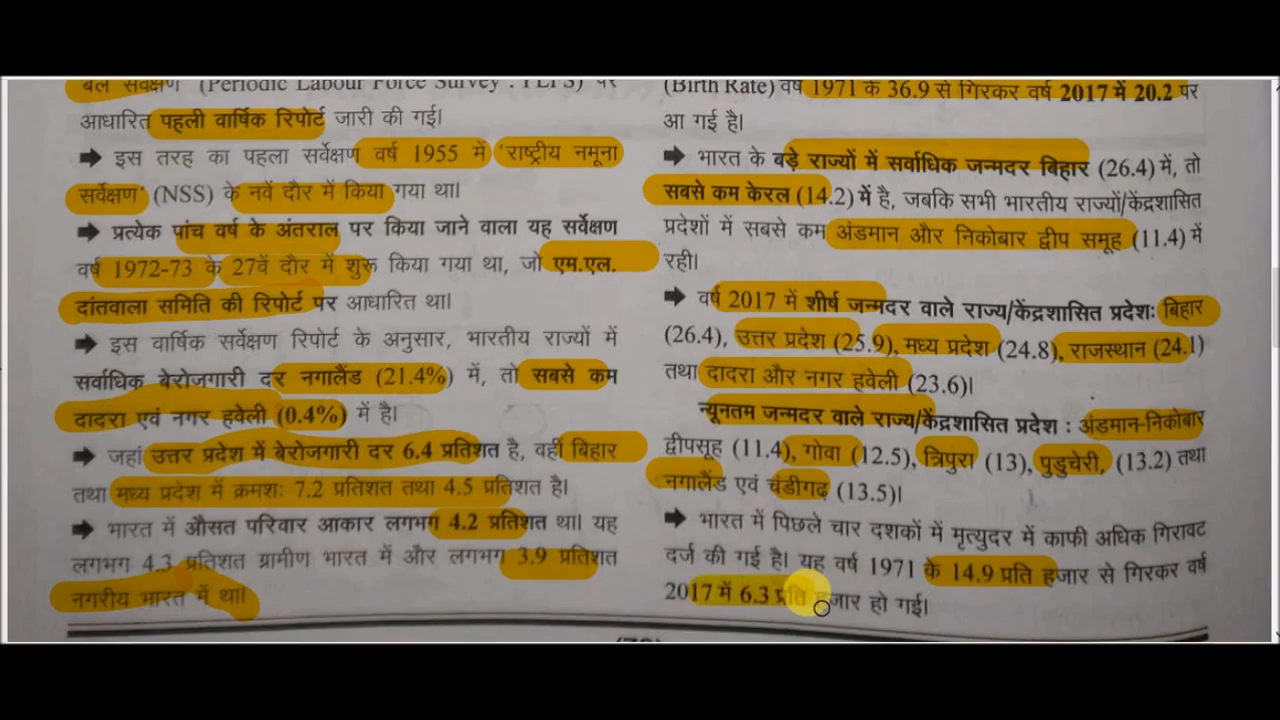 बल सर्वेक्षण (Periodic Labour Force Survey : PLFS) पर
आधारित पहली वार्षिक रिपोर्ट जारी की गई।
➡ इस तरह का पहला सर्वेक्षण वर्ष 1955 में 'राष्ट्रीय नमूना
सर्वेक्षण' (NSS) के नवें दौर में किया गया था।
➡ प्रत्येक पांच वर्ष के अंतराल पर किया जाने वाला यह सर्वेक्षण
वर्ष 1972-73 के 27वें दौर में शुरू किया गया था, जो एम.एल.
दांतवाला समिति की रिपोर्ट पर आधारित था।
➡ इस वार्षिक सर्वेक्षण रिपोर्ट के अनुसार, भारतीय राज्यों में
सर्वाधिक बेरोजगारी दर नगालैंड (21.4%) में, तो सबसे कम
दादरा एवं नगर हवेली (0.4%) में है।
➡ जहां उत्तर प्रदेश में बेरोजगारी दर 6.4 प्रतिशत है, वहीं बिहार
तथा मध्य प्रदेश में क्रमशः 7.2 प्रतिशत तथा 4.5 प्रतिशत है।
➡ भारत में औसत परिवार आकार लगभग 4.2 प्रतिशत था। यह
लगभग 4.3 प्रतिशत ग्रामीण भारत में और लगभग 3.9 प्रतिशत
नगरीय भारत में था।
(Birth Rate) वर्ष 1971 के 36.9 से गिरकर वर्ष 2017 में 20.2 पर
आ गई है।
➡ भारत के बड़े राज्यों में सर्वाधिक जन्मदर बिहार (26.4) में, तो
सबसे कम केरल (14.2) में है, जबकि सभी भारतीय राज्यों/केंद्रशासित
प्रदेशों में सबसे कम अंडमान और निकोबार द्वीप समूह (11.4) में
रही।
➡ वर्ष 2017 में शीर्ष जन्मदर वाले राज्य/केंद्रशासित प्रदेशः बिहार
(26.4), उत्तर प्रदेश (25.9), मध्य प्रदेश (24.8), राजस्थान (24.1)
तथा दादरा और नगर हवेली (23.6)।
न्यूनतम जन्मदर वाले राज्य/केंद्रशासित प्रदेश : अंडमान-निकोबार
द्वीपसूह (11.4), गोवा (12.5), त्रिपुरा (13), पुडुचेरी, (13.2) तथा
नगालैंड एवं चंडीगढ़ (13.5)।
➡ भारत में पिछले चार दशकों में मृत्युदर में काफी अधिक गिरावट
दर्ज की गई है। यह वर्ष 1971 के 14.9 प्रति हजार से गिरकर वर्ष
2017 में 6.3 प्रति हजार हो गई।